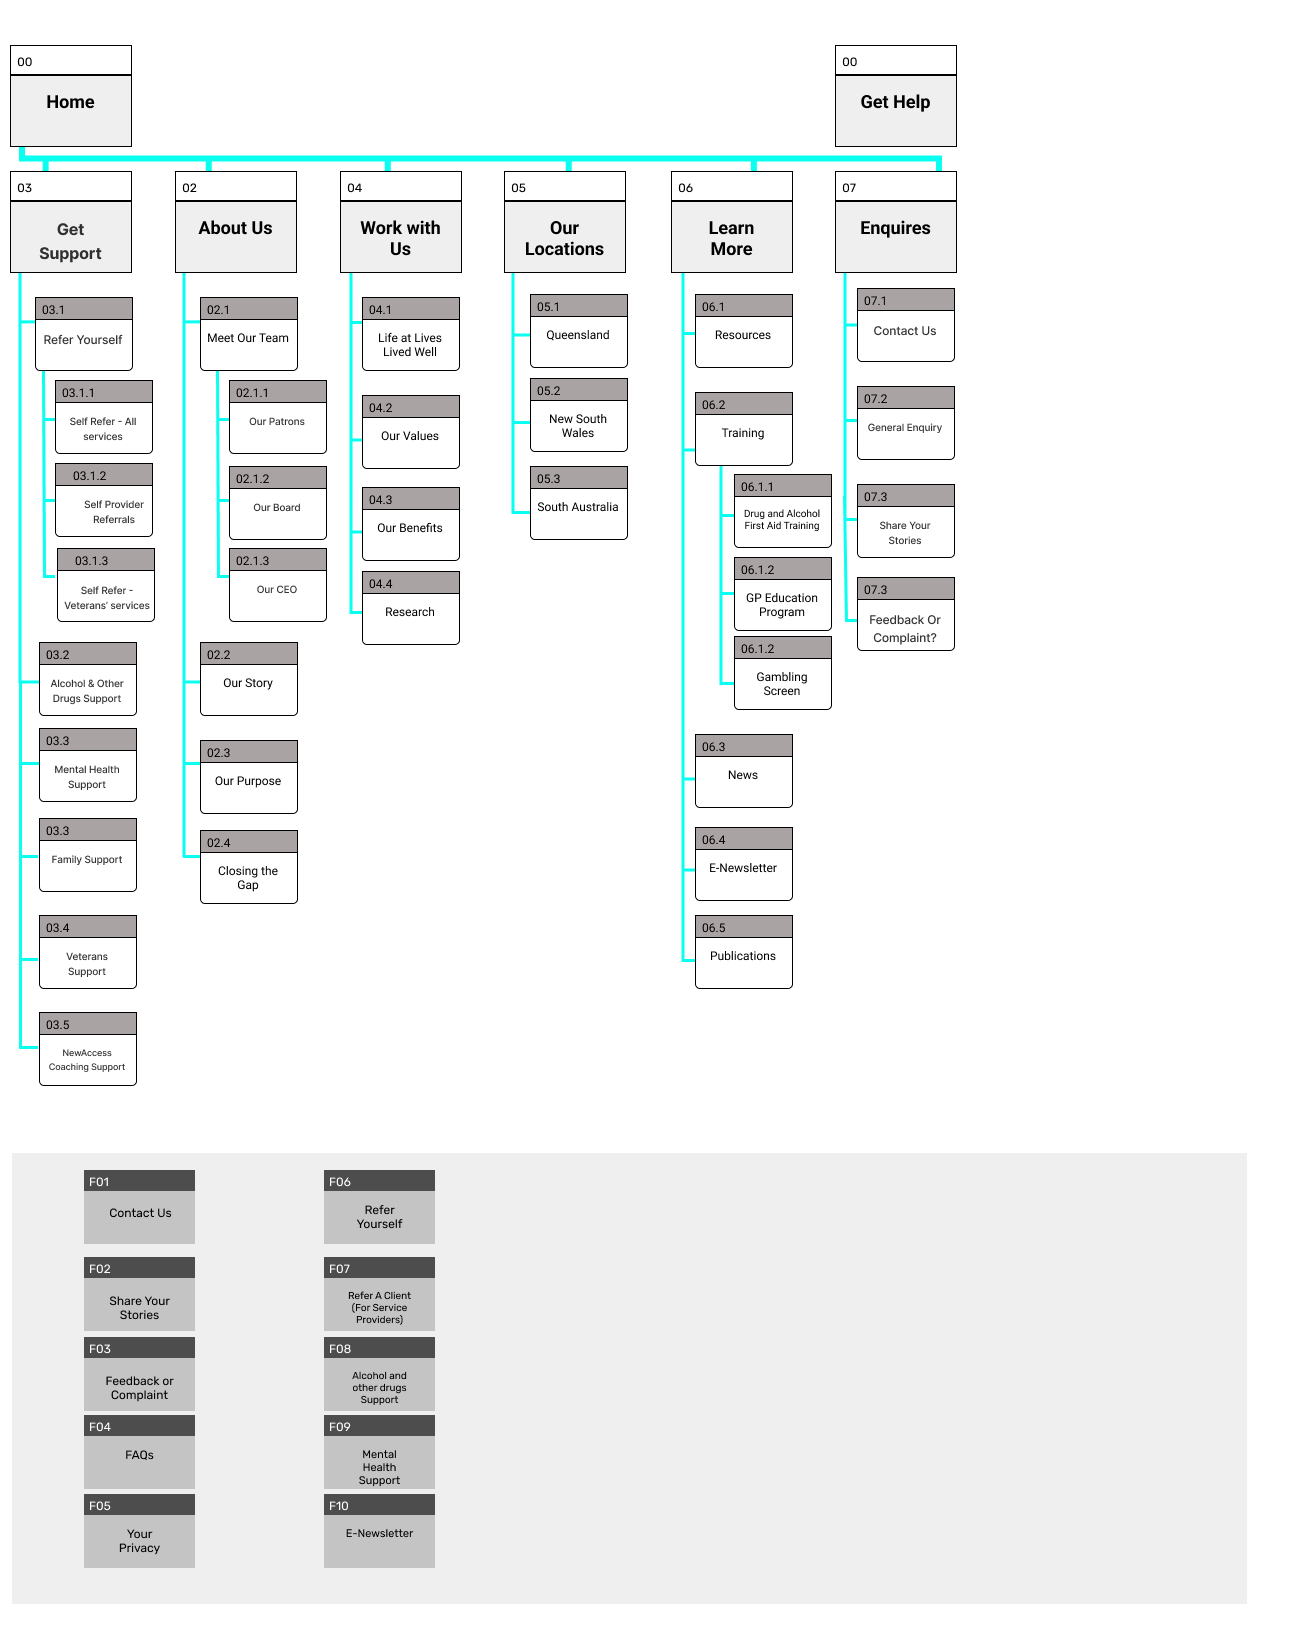 00
Home
00
Get Help
03
Get
Support
03.1
Refer Yourself
03.1.1
Self Refer - All
services
03.1.2
Self Provider
Referrals
03.1.3
Self Refer -
Veterans' services
03.2
Alcohol & Other
Drugs Support
03.3
Mental Health
Support
03.3
Family Support
03.4
Veterans
Support
03.5
NewAccess
Coaching Support
02
About Us
02.1
Meet Our Team
02.1.1
Our Patrons
02.1.2
Our Board
02.1.3
Our CEO
02.2
Our Story
02.3
Our Purpose
02.4
Closing the
Gap
04
Work with
Us
04.1
Life at Lives
Lived Well
04.2
Our Values
04.3
Our Benefits
04.4
Research
05
Our
Locations
05.1
Queensland
05.2
New South
Wales
05.3
South Australia
06
Learn
More
06.1
Resources
06.2
Training
06.1.1
Drug and Alcohol
First Aid Training
06.1.2
GP Education
Program
06.1.2
Gambling
Screen
06.3
News
06.4
E-Newsletter
06.5
Publications
07
Enquires
07.1
Contact Us
07.2
General Enquiry
07.3
Share Your
Stories
07.3
Feedback Or
Complaint?
F01
Contact Us
F02
Share Your
Stories
F03
Feedback or
Complaint
F04
FAQs
F05
Your
Privacy
F06
Refer
Yourself
F07
Refer A Client
(For Service
Providers)
F08
Alcohol and
other drugs
Support
F09
Mental
Health
Support
F10
E-Newsletter